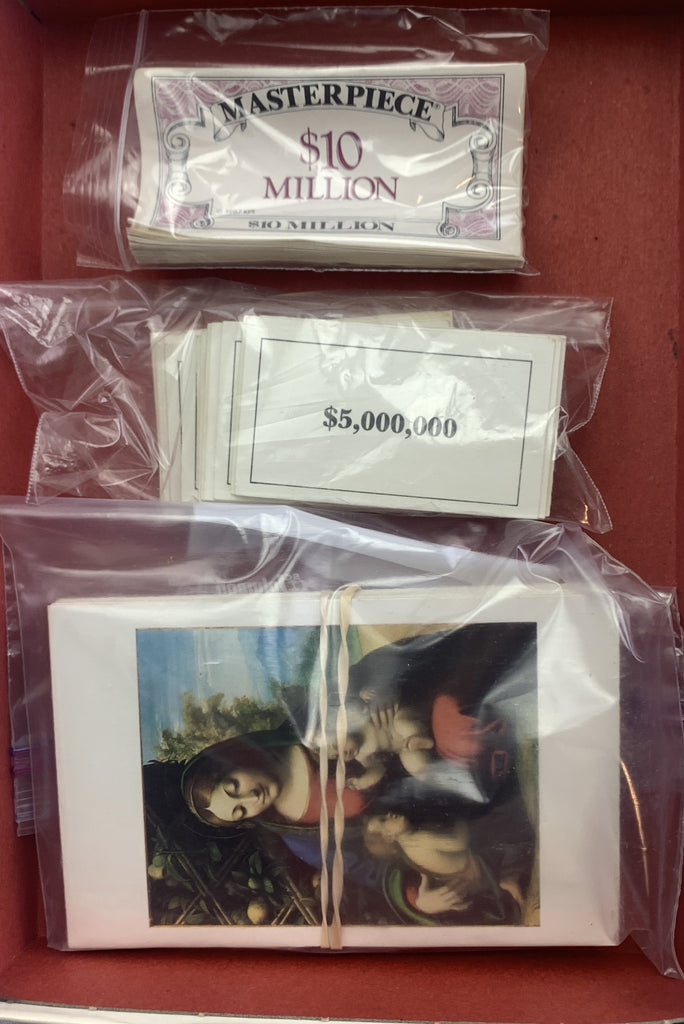 MASTERPIECE®
$10
MILLION
$10 MILLION
$5,000,000